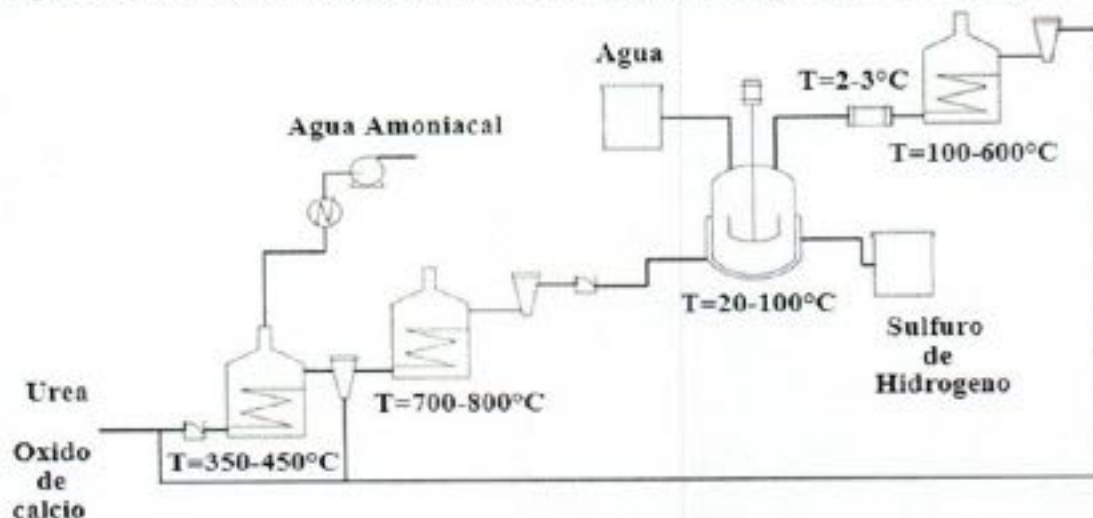 Agua
T=2-3°C
Agua Amoniacal
T=100-600°C
T=20-100°C
Sulfuro
de
Hidrogeno
Urea
T=700-800°C
Oxido
de
calcio
T=350-450°C